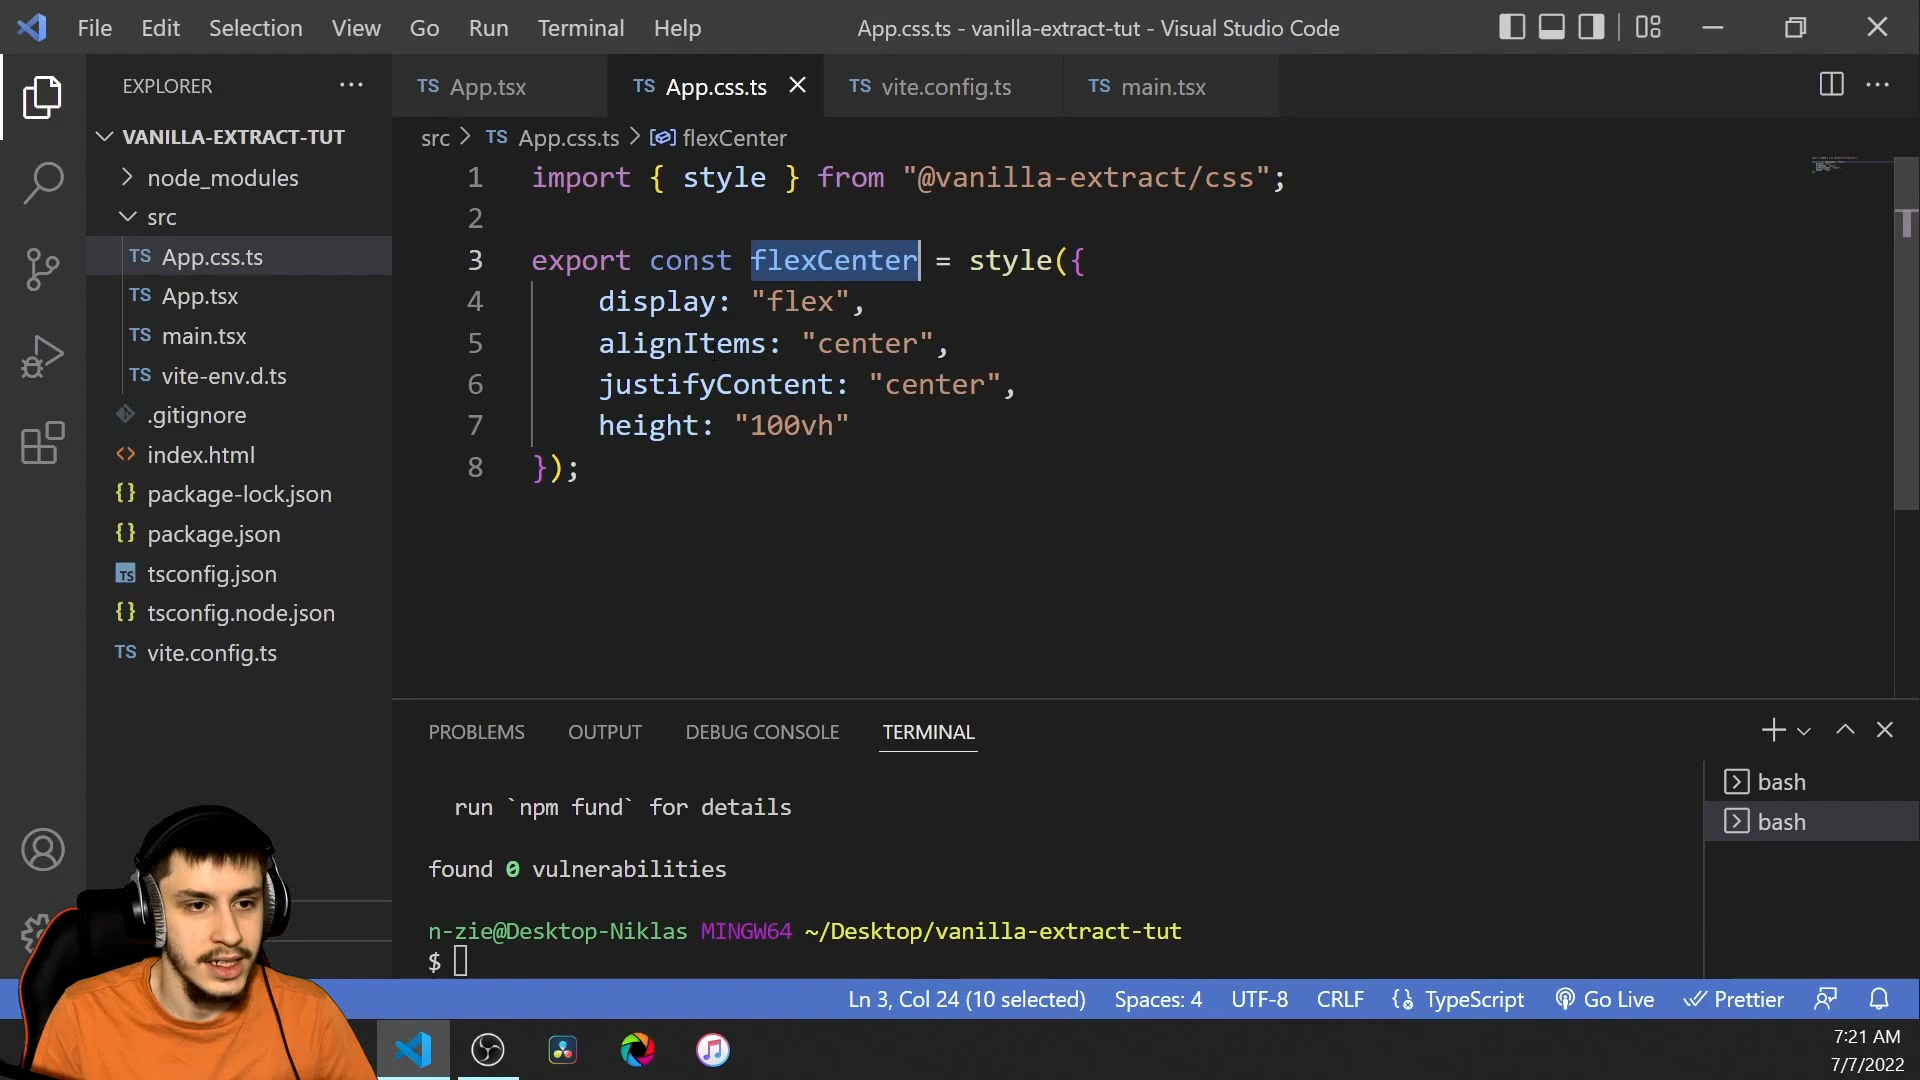 File Edit Selection View Go Run Terminal Help
App.css.ts - vanilla-extract-tut - Visual Studio Code
EXPLORER
VANILLA-EXTRACT-TUT
node_modules
src
TS App.css.ts
TS App.tsx
TS main.tsx
TS vite-env.d.ts
.gitignore
<> index.html
{} package-lock.json
{} package.json
TS tsconfig.json
{} tsconfig.node.json
TS vite.config.ts
TS App.tsx TS App.css.ts TS vite.config.ts TS main.tsx
src > TS App.css.ts > flexCenter
1 import { style } from "@vanilla-extract/css";
2
3 export const flexCenter = style({
4 display: "flex",
5 alignItems: "center",
6 justifyContent: "center",
7 height: "100vh"
8 });
PROBLEMS OUTPUT DEBUG CONSOLE TERMINAL
run `npm fund` for details
found 0 vulnerabilities
n-zie@Desktop-Niklas MINGW64 ~/Desktop/vanilla-extract-tut
$
bash
bash
Ln 3, Col 24 (10 selected) Spaces: 4 UTF-8 CRLF TypeScript Go Live Prettier
7:21 AM
7/7/2022